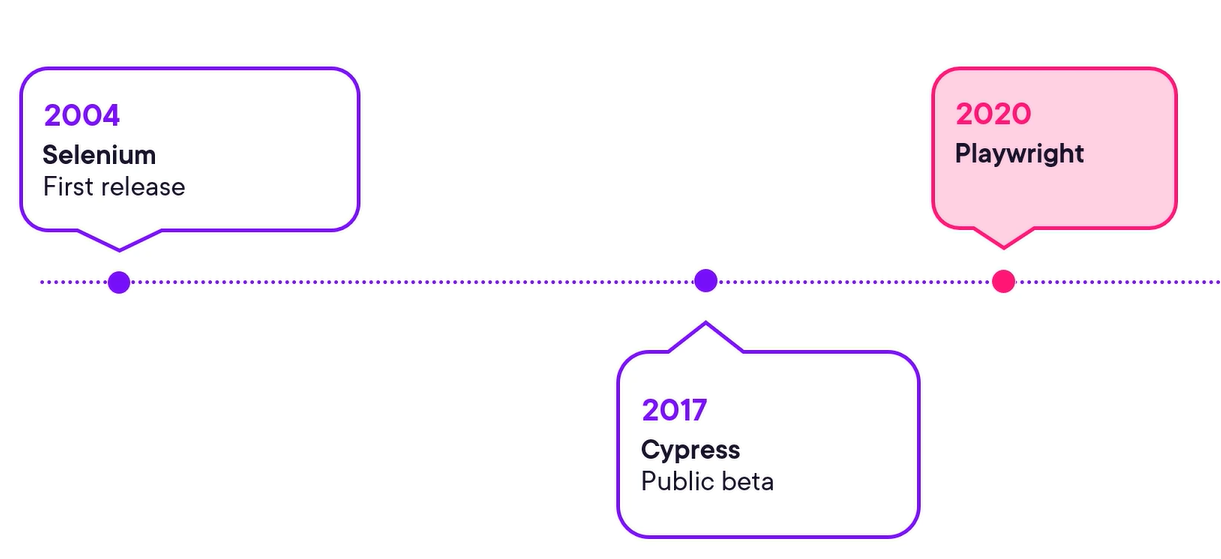 2004
Selenium
First release
2017
Cypress
Public beta
2020
Playwright